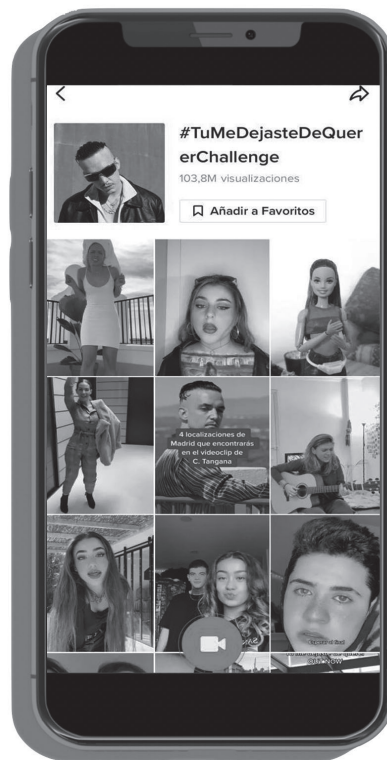 #TuMeDejasteDeQuer
erChallenge
103,8M visualizaciones
Añadir a Favoritos
4 localizaciones de
Madrid que encontrarás
en el videoclip de
C. Tangana